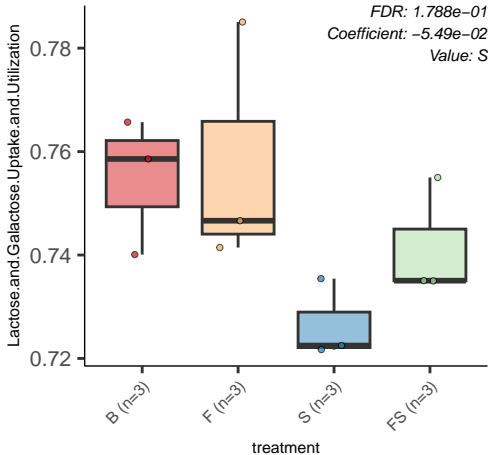 FDR: 1.788e−01
Coefficient: −5.49e−02
Value: S
Lactose.and.Galactose.Uptake.and.Utilization
0.78
0.76
0.74
0.72
B (n=3)
F (n=3)
S (n=3)
FS (n=3)
treatment